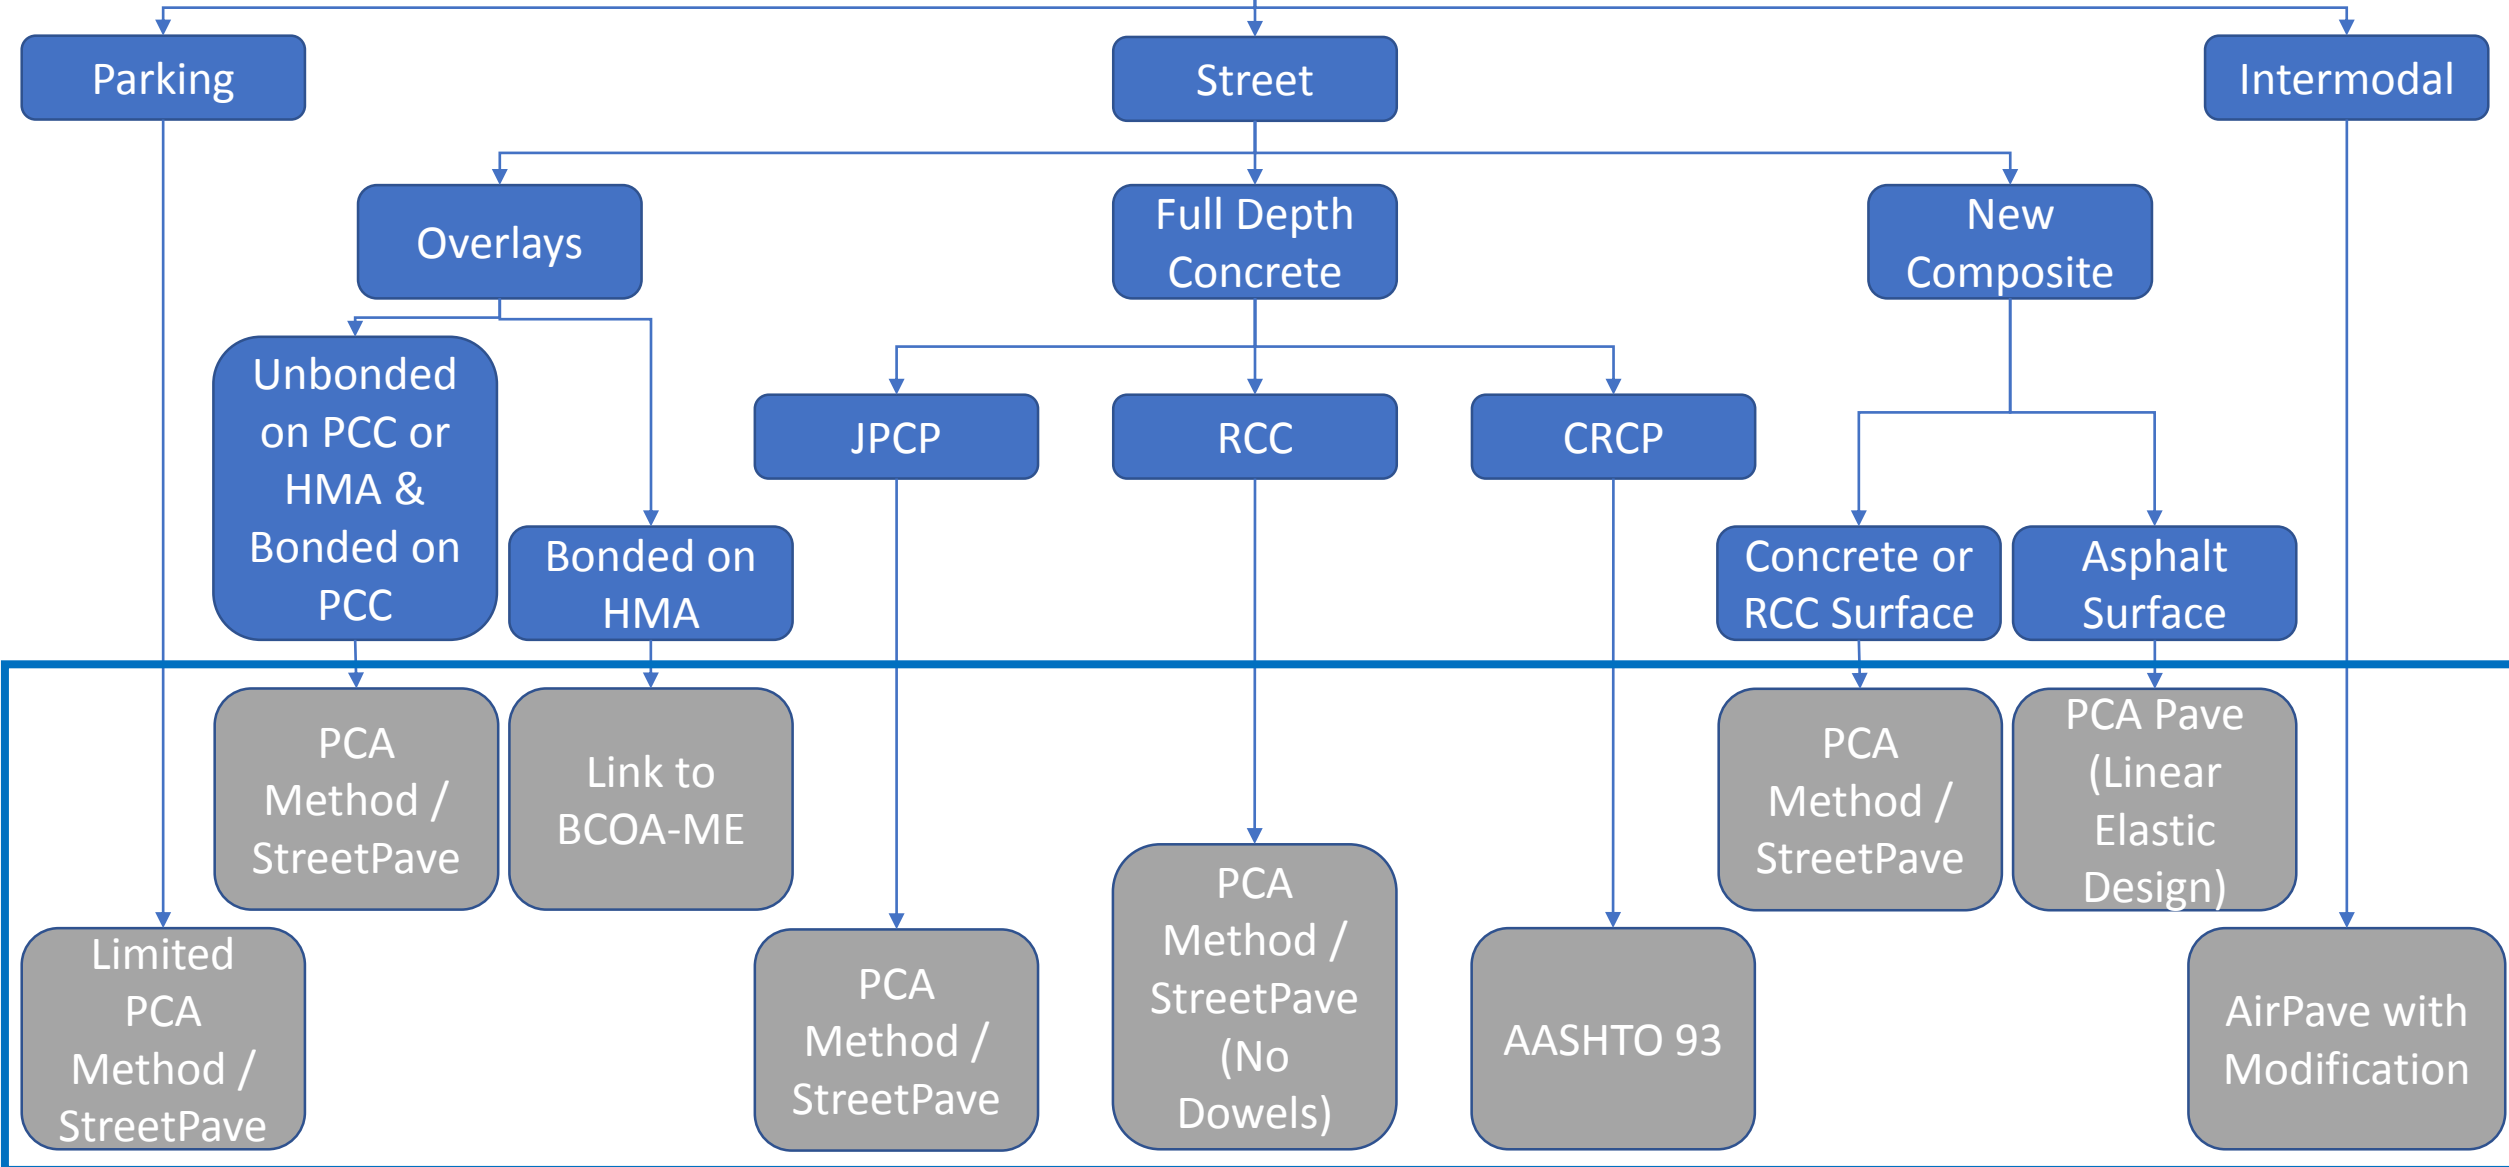 Parking
Street
Intermodal
Overlays
Full Depth
Concrete
New
Composite
Unbonded
on PCC or
HMA &
Bonded on
PCC
Bonded on
HMA
JPCP
RCC
CRCP
Concrete or
RCC Surface
Asphalt
Surface
PCA
Method /
StreetPave
Link to
BCOA-ME
PCA
Method /
StreetPave
PCA Pave
(Linear
Elastic
Design)
Limited
PCA
Method /
StreetPave
PCA
Method /
StreetPave
PCA
Method /
StreetPave
(No
Dowels)
AASHTO 93
AirPave with
Modification